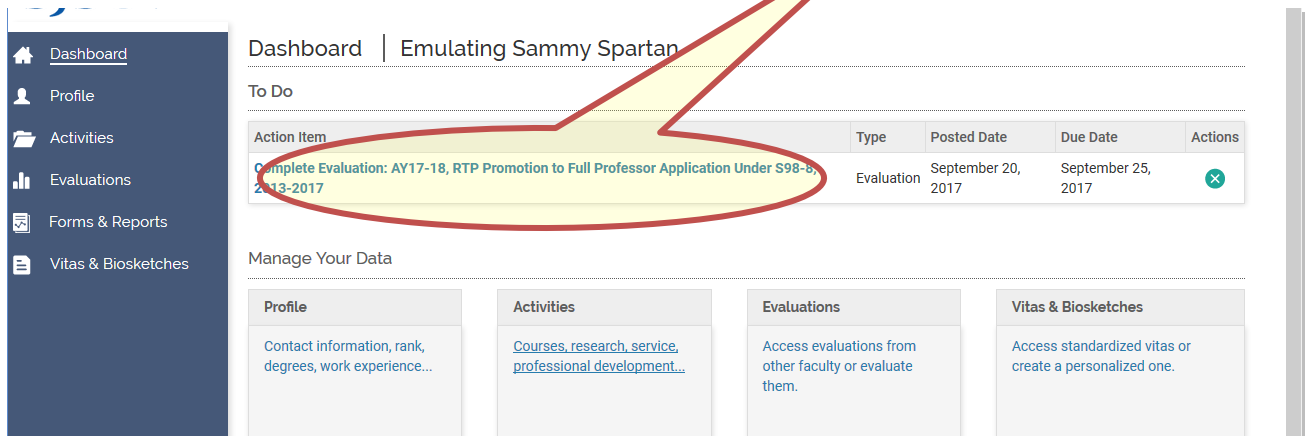 Dashboard
Profile
Activities
Evaluations
Forms & Reports
Vitas & Biosketches
Dashboard | Emulating Sammy Spartan
To Do
Action Item Type Posted Date Due Date Actions
Complete Evaluation: AY17-18, RTP Promotion to Full Professor Application Under S98-8,
2013-2017
Evaluation
September 20,
2017
September 25,
2017
Manage Your Data
Profile
Contact information, rank,
degrees, work experience...
Activities
Courses, research, service,
professional development...
Evaluations
Access evaluations from
other faculty or evaluate
them.
Vitas & Biosketches
Access standardized vitas or
create a personalized one.